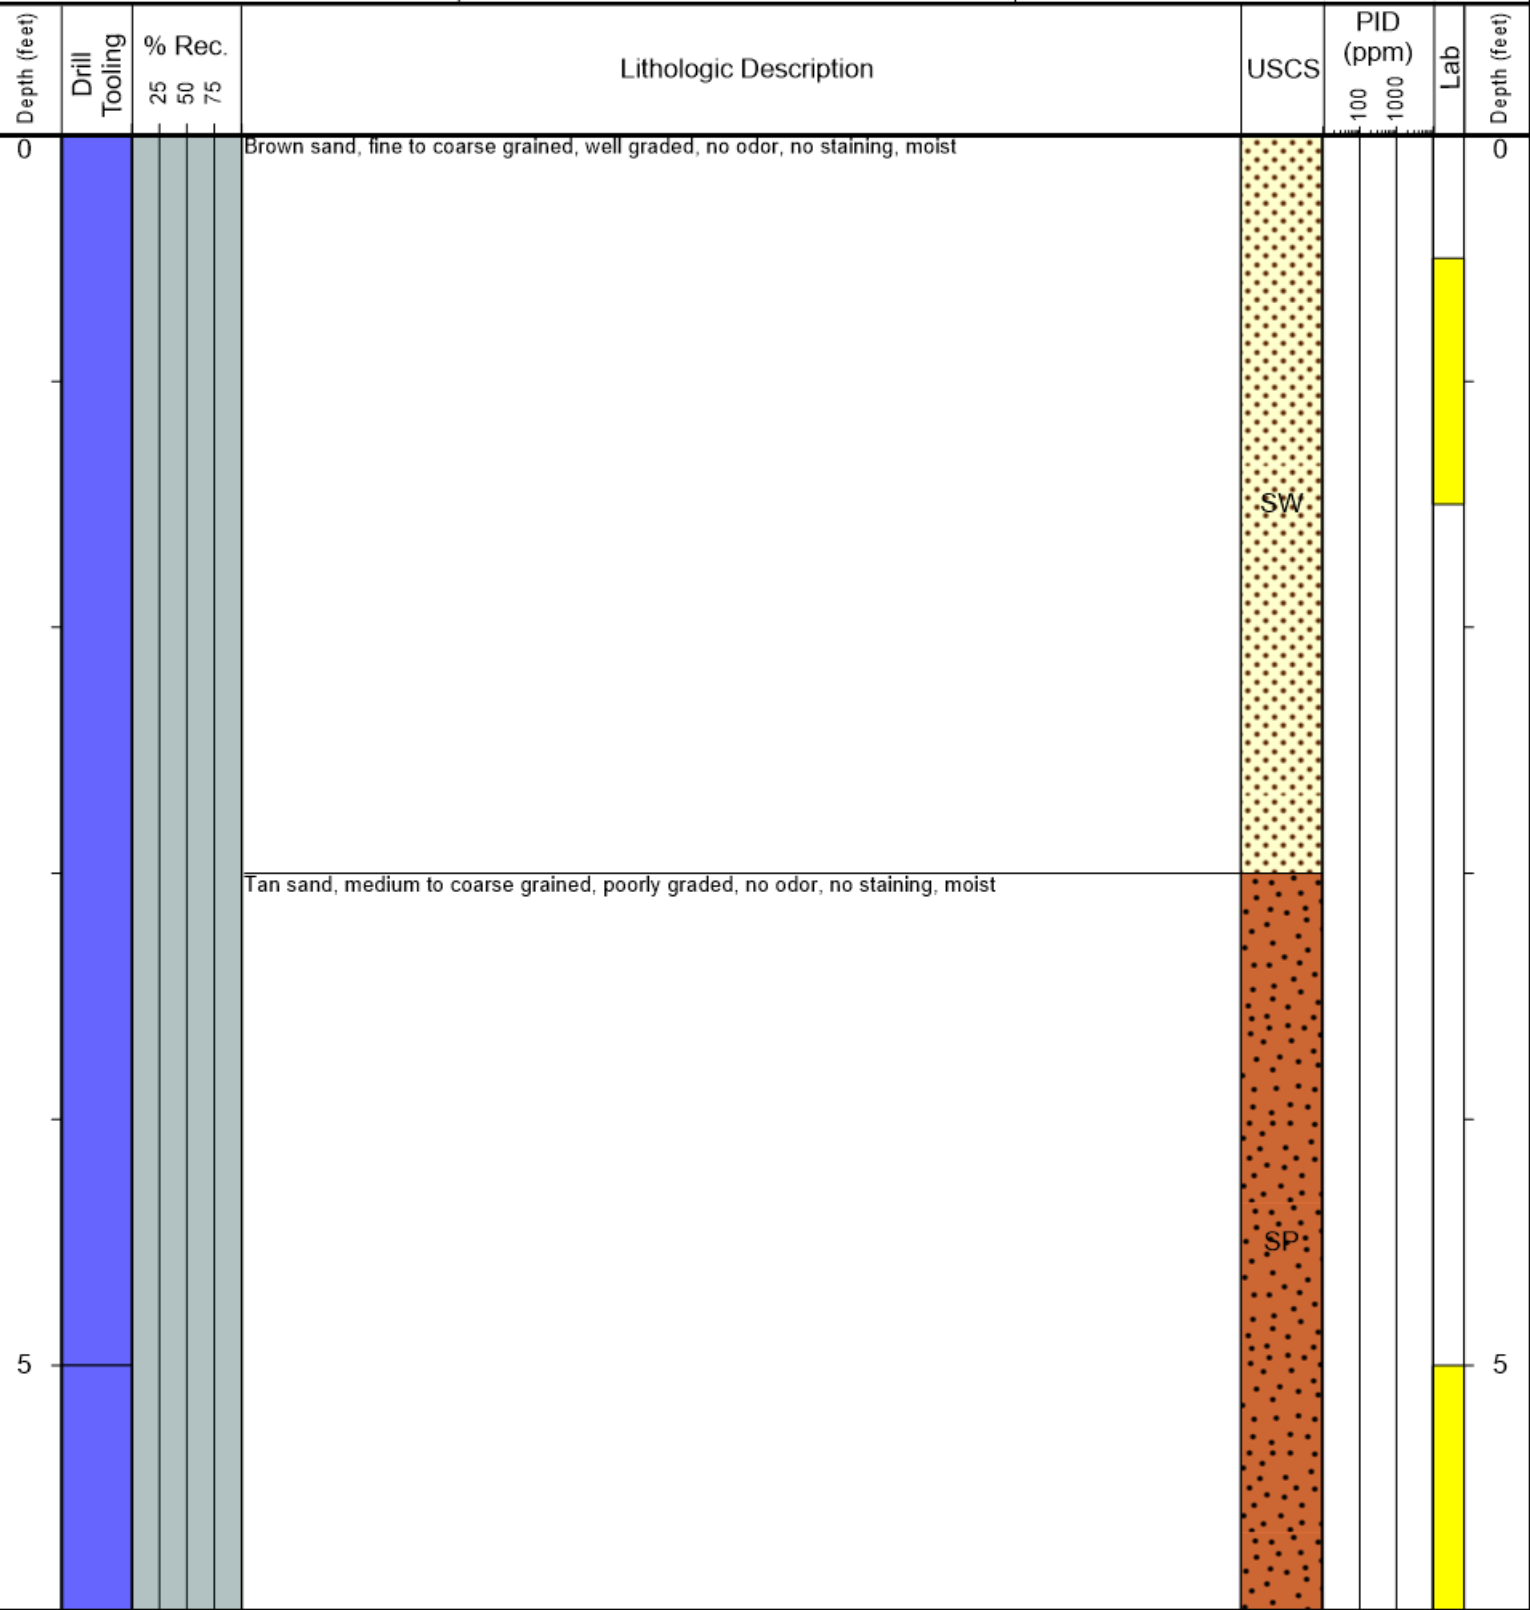 Depth (feet)
Drill
Tooling
% Rec.
25
50
75
Lithologic Description
USCS
PID
(ppm)
100
1000
Lab
Depth (feet)
0
Brown sand, fine to coarse grained, well graded, no odor, no staining, moist
0
SW
Tan sand, medium to coarse grained, poorly graded, no odor, no staining, moist
SP
5
5